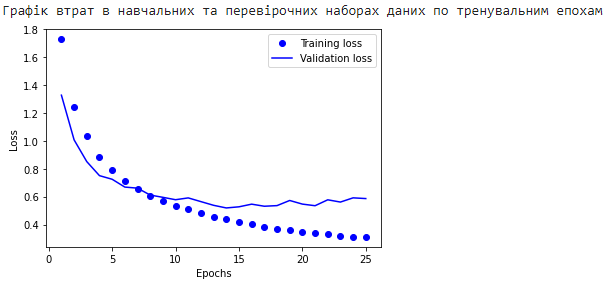 Графік втрат в навчальних та перевірочних наборах даних по тренувальним епохам
1.8
1.6
1.4
1.2
1.0
0.8
0.6
0.4
Loss
Training loss
Validation loss
0
5
10
15
20
25
Epochs